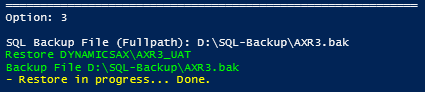 Option: 3
SQL Backup File (Fullpath): D:\SQL-Backup\AXR3.bak
Restore DYNAMICSAX\AXR3_UAT
Backup File D:\SQL-Backup\AXR3.bak
- Restore in progress... Done.